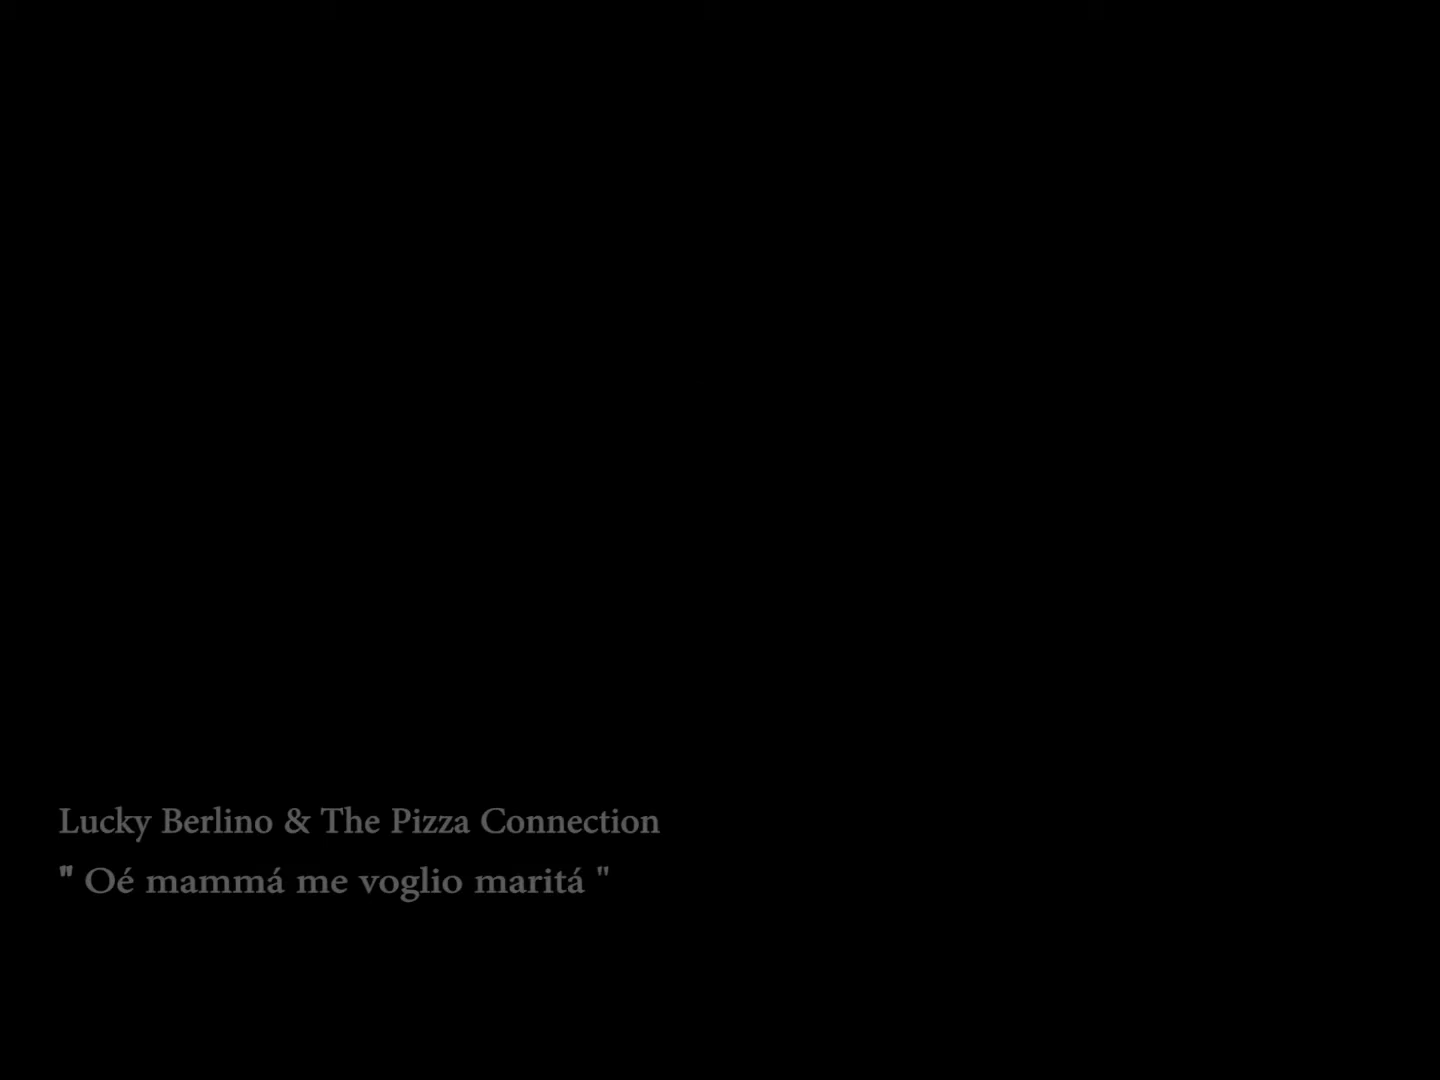 Lucky Berlino & The Pizza Connection
" Oé mammá me voglio maritá "